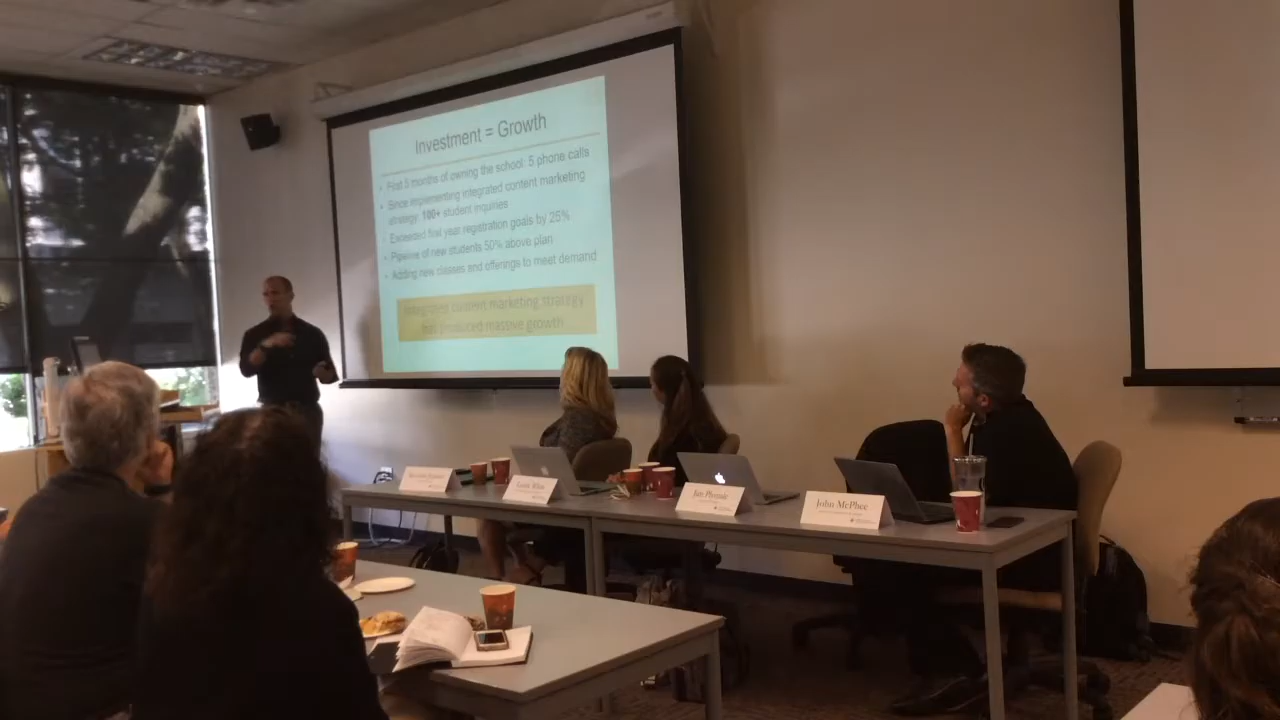 Investment = Growth
• First 5 months of owning the school: 5 phone calls
• Since implementing integrated content marketing
strategy: 100+ student inquiries
• Exceeded first year registration goals by 25%
• Pipeline of new students 50% above plan
• Adding new classes and offerings to meet demand
Integrated content marketing strategy
has produced massive growth
John McPhee